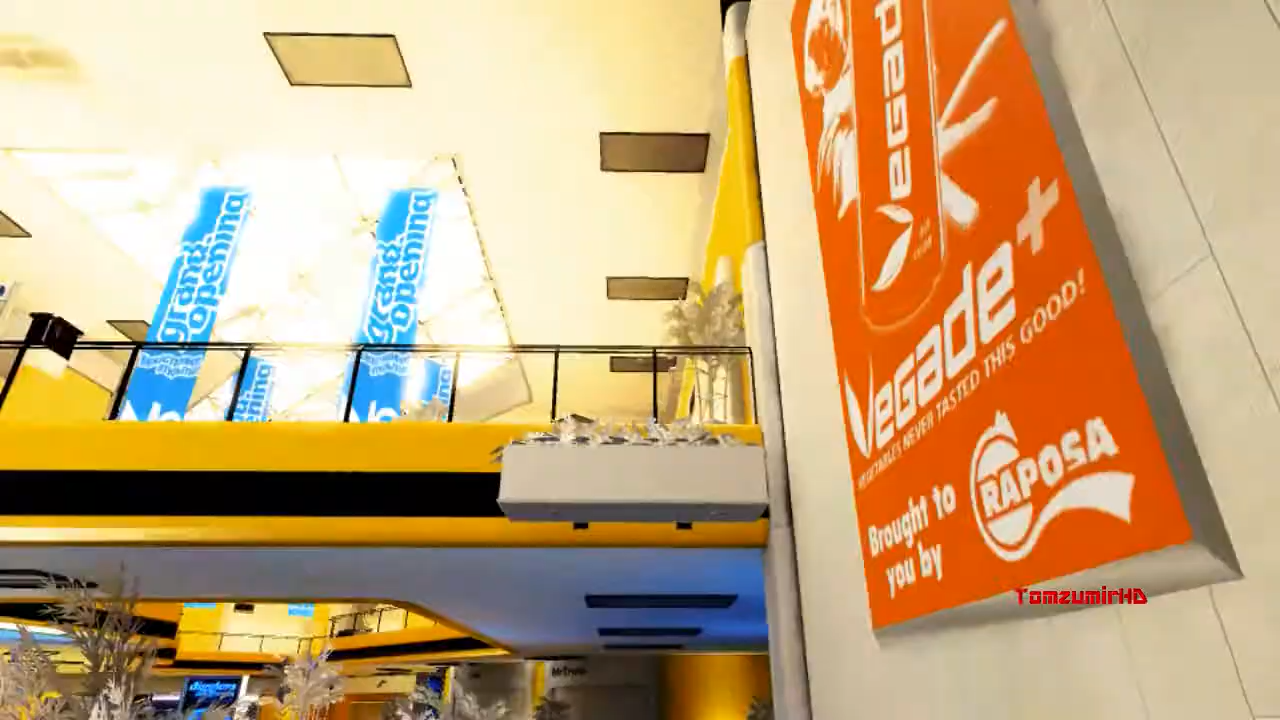 Vegade
Vegade+
VEGETABLES NEVER TASTED THIS GOOD!
Brought to
you by
RAPOSA
TomzumirHD
grand
opening
grand
opening